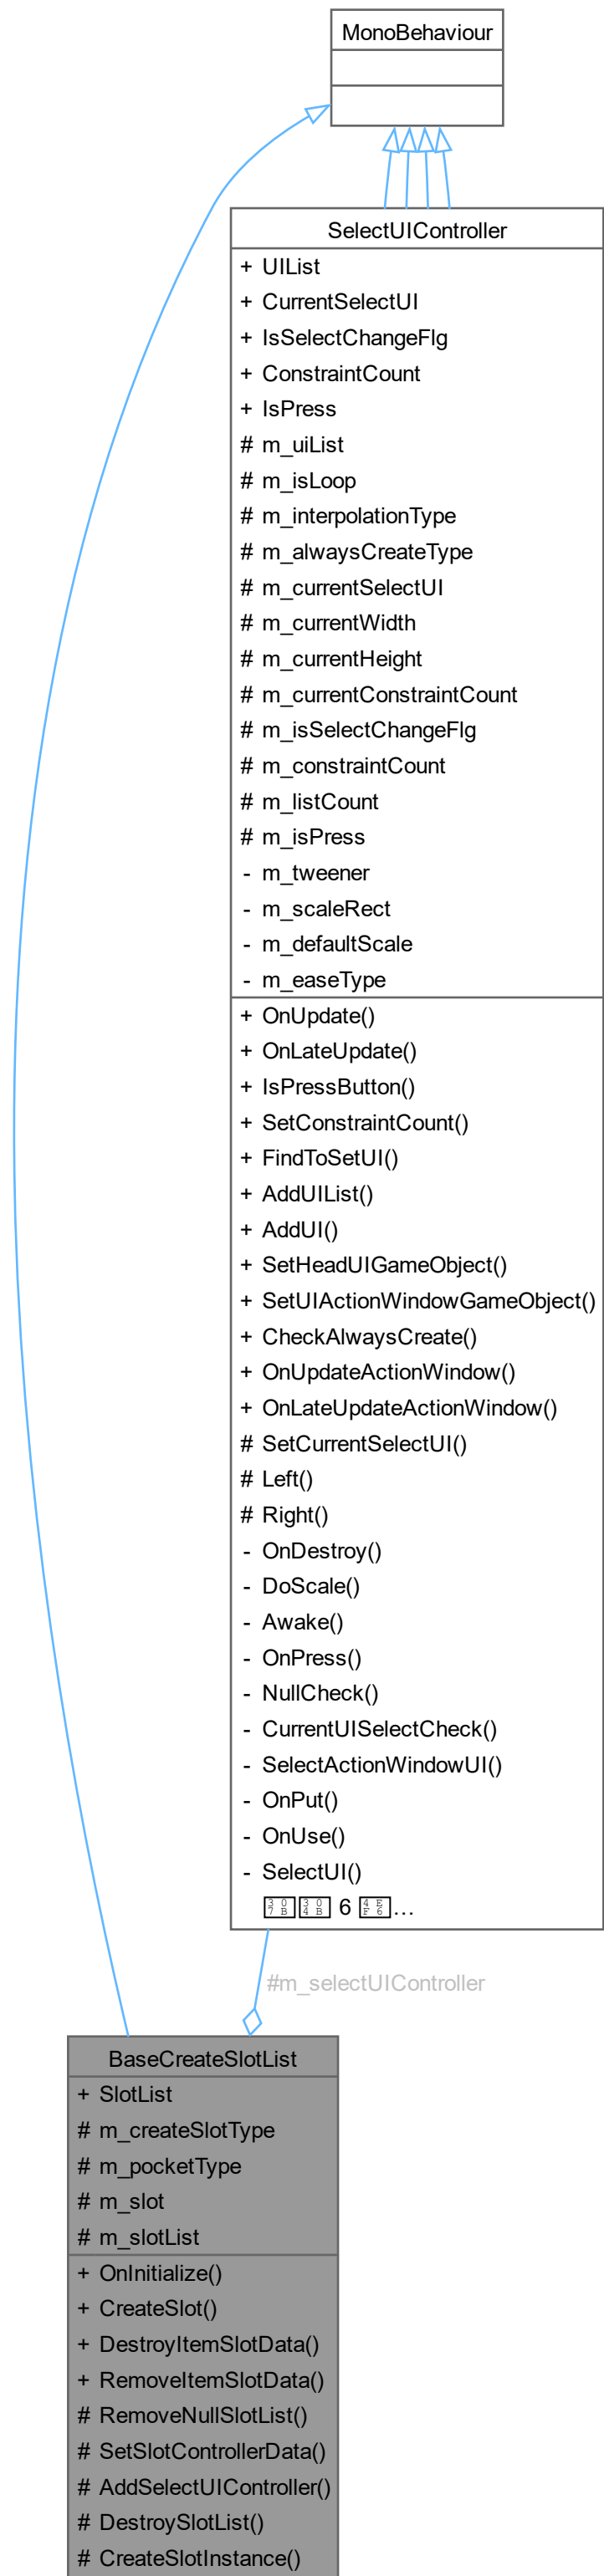 MonoBehaviour
SelectUIController
+ UIList
+ CurrentSelectUI
+ IsSelectChangeFlg
+ ConstraintCount
+ IsPress
# m_uiList
# m_isLoop
# m_interpolationType
# m_alwaysCreateType
# m_currentSelectUI
# m_currentWidth
# m_currentHeight
# m_currentConstraintCount
# m_isSelectChangeFlg
# m_constraintCount
# m_listCount
# m_isPress
- m_tweener
- m_scaleRect
- m_defaultScale
- m_easeType
+ OnUpdate()
+ OnLateUpdate()
+ IsPressButton()
+ SetConstraintCount()
+ FindToSetUI()
+ AddUIList()
+ AddUI()
+ SetHeadUIGameObject()
+ SetUIActionWindowGameObject()
+ CheckAlwaysCreate()
+ OnUpdateActionWindow()
+ OnLateUpdateActionWindow()
# SetCurrentSelectUI()
# Left()
# Right()
- OnDestroy()
- DoScale()
- Awake()
- OnPress()
- NullCheck()
- CurrentUISelectCheck()
- SelectActionWindowUI()
- OnPut()
- OnUse()
- SelectUI()
6 ...
#m_selectUIController
BaseCreateSlotList
+ SlotList
# m_createSlotType
# m_pocketType
# m_slot
# m_slotList
+ OnInitialize()
+ CreateSlot()
+ DestroyItemSlotData()
+ RemoveItemSlotData()
# RemoveNullSlotList()
# SetSlotControllerData()
# AddSelectUIController()
# DestroySlotList()
# CreateSlotInstance()